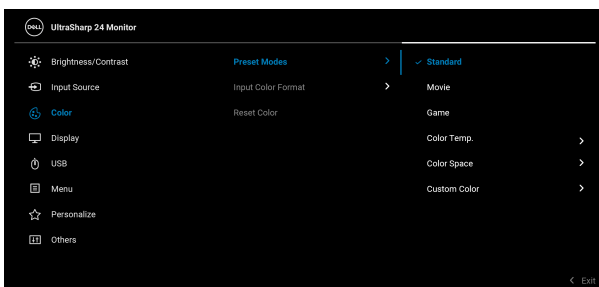 DELL UltraSharp 24 Monitor
Brightness/Contrast Preset Modes Standard
Input Source Input Color Format Movie
Color Reset Color Game
Display Color Temp.
USB Color Space
Menu Custom Color
Personalize
Others
Exit